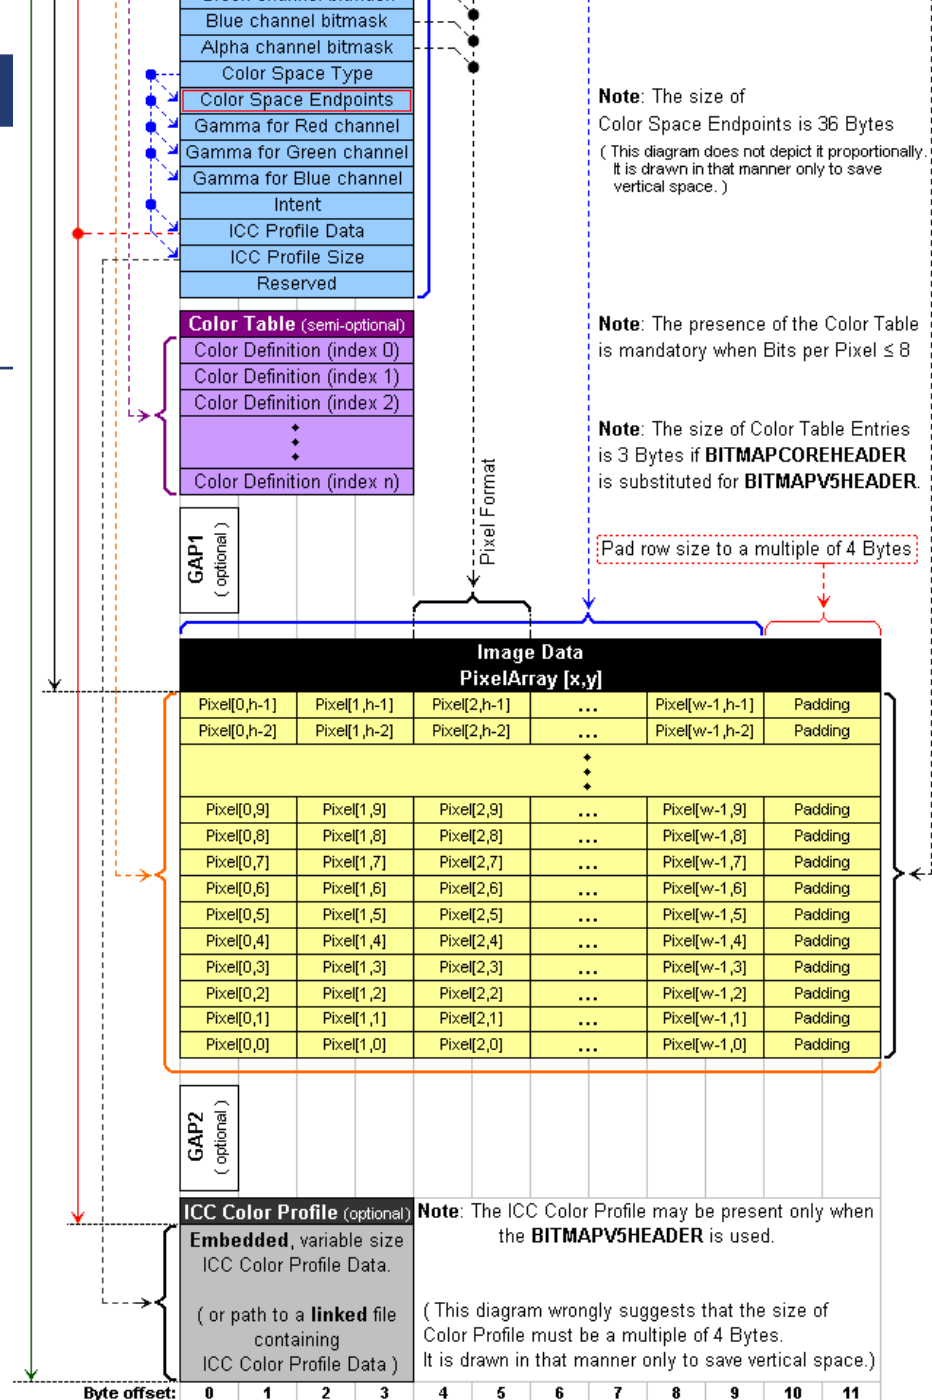 Blue channel bitmask
Alpha channel bitmask
Color Space Type
Color Space Endpoints
Gamma for Red channel
Gamma for Green channel
Gamma for Blue channel
Intent
ICC Profile Data
ICC Profile Size
Reserved
Note: The size of
Color Space Endpoints is 36 Bytes
( This diagram does not depict it proportionally.
It is drawn in that manner only to save
vertical space. )
Color Table (semi-optional)
Color Definition (index 0)
Color Definition (index 1)
Color Definition (index 2)
Color Definition (index n)
Note: The presence of the Color Table
is mandatory when Bits per Pixel ≤ 8
Note: The size of Color Table Entries
is 3 Bytes if BITMAPCOREHEADER
is substituted for BITMAPV5HEADER.
GAP1
( optional )
Pixel Format
Pad row size to a multiple of 4 Bytes
Image Data
PixelArray [x,y]
Pixel[0,h-1] Pixel[1,h-1] Pixel[2,h-1] ... Pixel[w-1,h-1] Padding
Pixel[0,h-2] Pixel[1,h-2] Pixel[2,h-2] ... Pixel[w-1,h-2] Padding
Pixel[0,9] Pixel[1,9] Pixel[2,9] ... Pixel[w-1,9] Padding
Pixel[0,8] Pixel[1,8] Pixel[2,8] ... Pixel[w-1,8] Padding
Pixel[0,7] Pixel[1,7] Pixel[2,7] ... Pixel[w-1,7] Padding
Pixel[0,6] Pixel[1,6] Pixel[2,6] ... Pixel[w-1,6] Padding
Pixel[0,5] Pixel[1,5] Pixel[2,5] ... Pixel[w-1,5] Padding
Pixel[0,4] Pixel[1,4] Pixel[2,4] ... Pixel[w-1,4] Padding
Pixel[0,3] Pixel[1,3] Pixel[2,3] ... Pixel[w-1,3] Padding
Pixel[0,2] Pixel[1,2] Pixel[2,2] ... Pixel[w-1,2] Padding
Pixel[0,1] Pixel[1,1] Pixel[2,1] ... Pixel[w-1,1] Padding
Pixel[0,0] Pixel[1,0] Pixel[2,0] ... Pixel[w-1,0] Padding
GAP2
( optional )
ICC Color Profile (optional)
Embedded, variable size
ICC Color Profile Data.
( or path to a linked file
containing
ICC Color Profile Data )
Note: The ICC Color Profile may be present only when
the BITMAPV5HEADER is used.
( This diagram wrongly suggests that the size of
Color Profile must be a multiple of 4 Bytes.
It is drawn in that manner only to save vertical space.)
Byte offset: 0 1 2 3 4 5 6 7 8 9 10 11